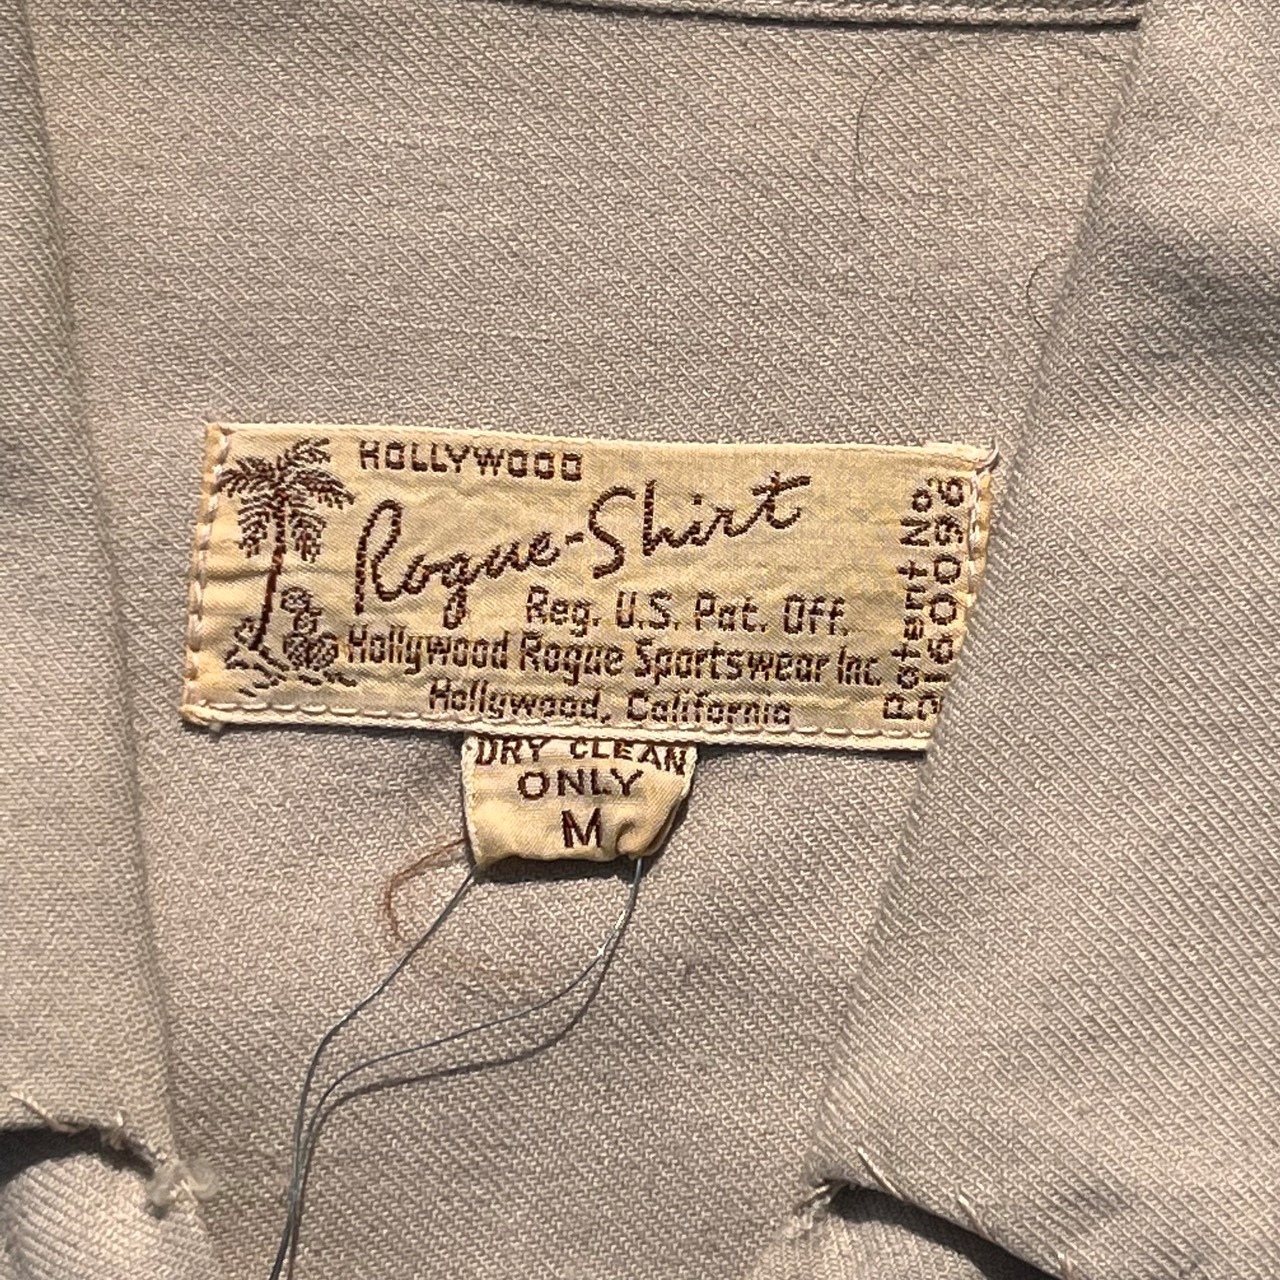 HOLLYWOOD
Rogue-Shirt
Reg. U.S. Pat. Off.
Hollywood Rogue Sportswear Inc.
Hollywood, California
Patent No.
2160096
DRY CLEAN
ONLY
M